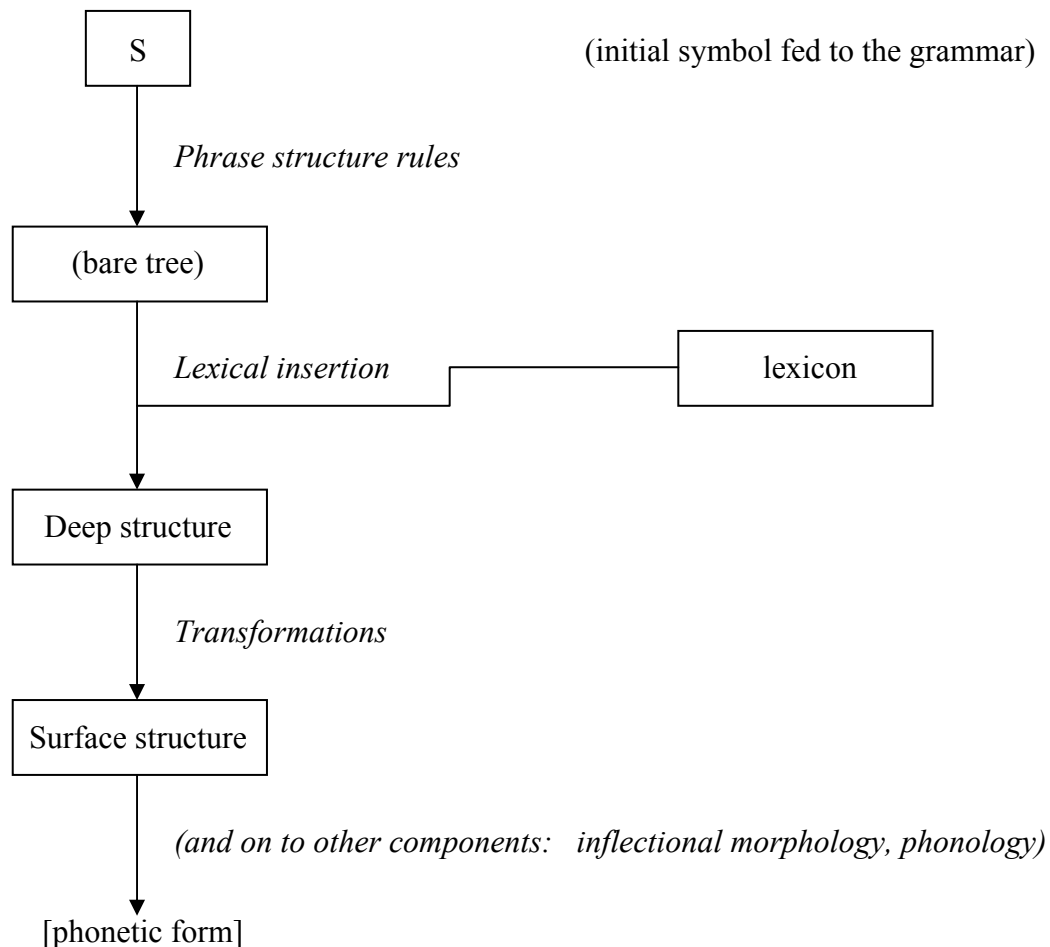 S
(initial symbol fed to the grammar)
Phrase structure rules
(bare tree)
Lexical insertion
lexicon
Deep structure
Transformations
Surface structure
(and on to other components: inflectional morphology, phonology)
[phonetic form]